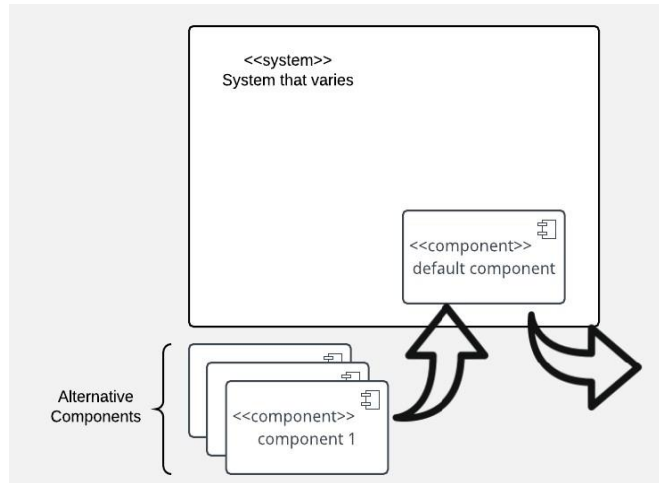 <<system>>
System that varies
<<component>>
default component
Alternative
Components
<<component>>
component 1